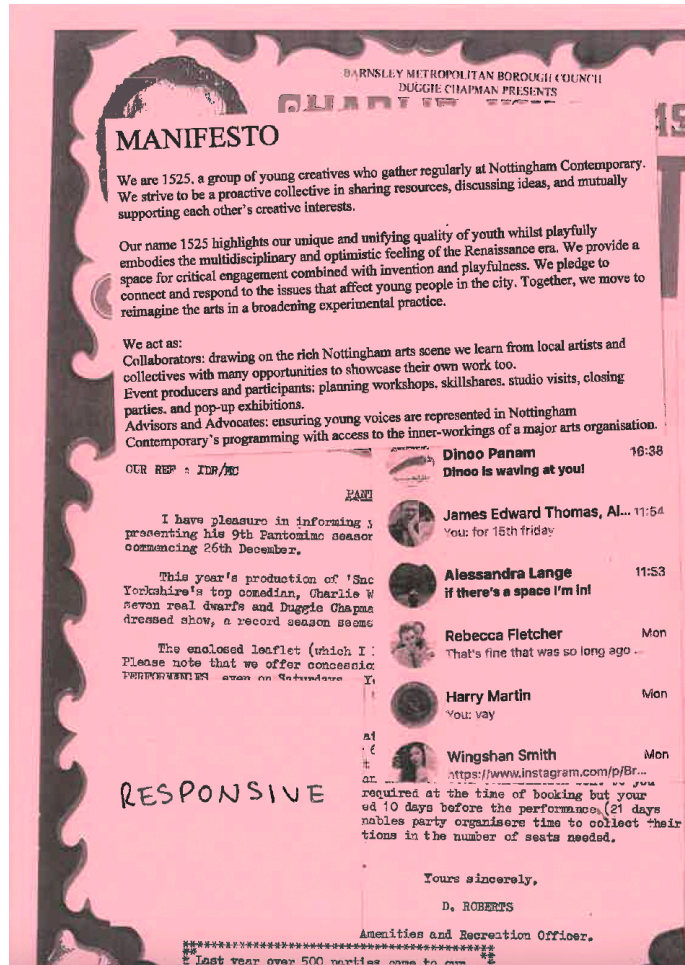 BARNSLEY METROPOLITAN BOROUGH COUNCIL
DUGGIE CHAPMAN PRESENTS
MANIFESTO
We are 1525, a group of young creatives who gather regularly at Nottingham Contemporary.
We strive to be a proactive collective in sharing resources, discussing ideas, and mutually
supporting each other's creative interests.
Our name 1525 highlights our unique and unifying quality of youth whilst playfully
embodies the multidisciplinary and optimistic feeling of the Renaissance era. We provide a
space for critical engagement combined with invention and playfulness. We pledge to
connect and respond to the issues that affect young people in the city. Together, we move to
reimagine the arts in a broadening experimental practice.
We act as:
Collaborators: drawing on the rich Nottingham arts scene we learn from local artists and
collectives with many opportunities to showcase their own work too.
Event producers and participants: planning workshops. skillshares. studio visits, closing
parties. and pop-up exhibitions.
Advisors and Advocates: ensuring young voices are represented in Nottingham
Contemporary's programming with access to the inner-workings of a major arts organisation.
OUR REF : IDR/MC
PANT
I have pleasure in informing y
presenting his 9th Pantomime season
commencing 26th December.
This year's production of 'Sno
Yorkshire's top comedian, Charlie W
seven real dwarfs and Duggie Chapma
dressed show, a record season seems
The enclosed leaflet (which I
Please note that we offer concessio
PERFORMANCES even on Saturdays
Dinoo Panam 16:38
Dinoo is waving at you!
James Edward Thomas, Al... 11:54
You: for 15th friday
Alessandra Lange 11:53
if there's a space I'm in!
Rebecca Fletcher Mon
That's fine that was so long ago ...
Harry Martin Mon
You: vay
Wingshan Smith Mon
https://www.instagram.com/p/Br...
RESPONSIVE
required at the time of booking but your
ed 10 days before the performance (21 days
nables party organisers time to collect their
tions in the number of seats needed.
Yours sincerely,
D. ROBERTS
Amenities and Recreation Officer.
Last year over 500 parties came to our